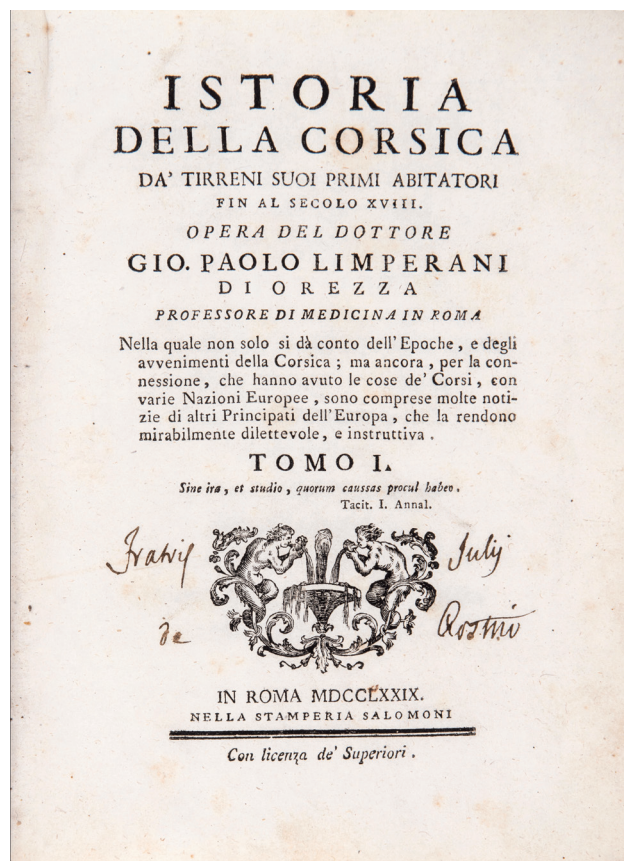 ISTORIA
DELLA CORSICA
DA' TIRRENI SUOI PRIMI ABITATORI
FIN AL SECOLO XVIII.
OPERA DEL DOTTORE
GIO. PAOLO LIMPERANI
DI OREZZA
PROFESSORE DI MEDICINA IN ROMA
Nella quale non solo si dà conto dell' Epoche, e degli
avvenimenti della Corsica; ma ancora, per la con-
nessione, che hanno avuto le cose de' Corsi, con
varie Nazioni Europee, sono comprese molte noti-
zie di altri Principati dell'Europa, che la rendono
mirabilmente dilettevole, e instruttiva.
TOMO I.
Sine ira, et studio, quorum caussas procul habeo.
Tacit. I. Annal.
Fratris Julij
de Rostino
IN ROMA MDCCLXXIX.
NELLA STAMPERIA SALOMONI
Con licenza de' Superiori.